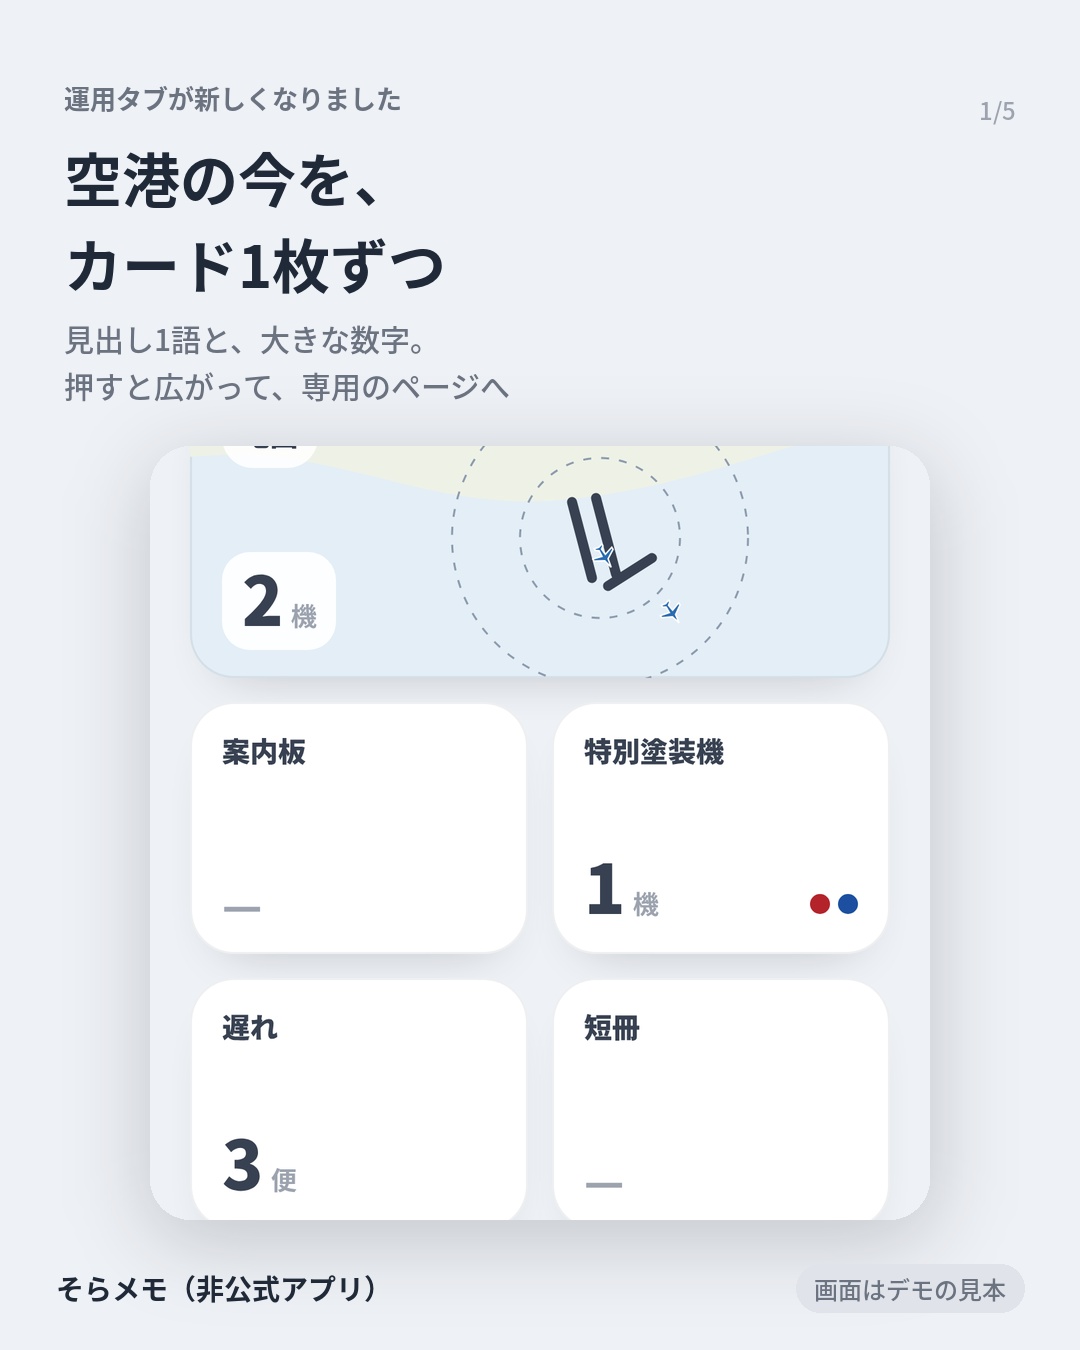 運用タブが新しくなりました
1/5
空港の今を、
カード1枚ずつ
見出し1語と、大きな数字。
押すと広がって、専用のページへ
2 機
案内板
—
特別塗装機
1 機
遅れ
3 便
短冊
—
そらメモ（非公式アプリ）
画面はデモの見本